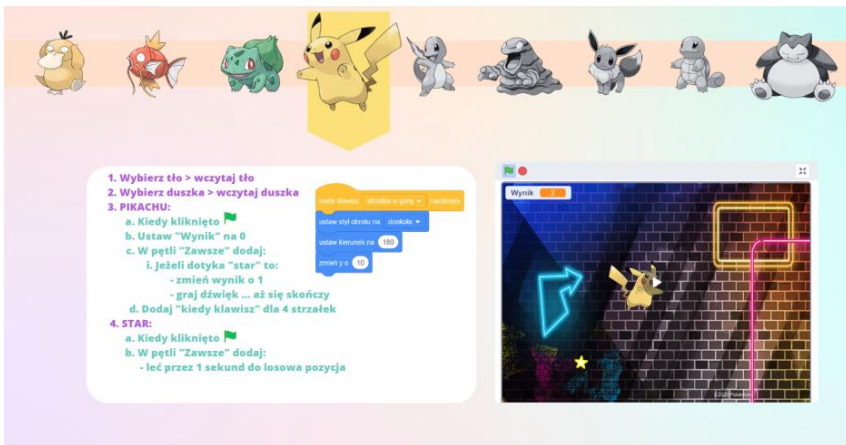 1. Wybierz tło > wczytaj tło
2. Wybierz duszka > wczytaj duszka
3. PIKACHU:
a. Kiedy kliknięto
b. Ustaw "Wynik" na 0
c. W pętli "Zawsze" dodaj:
i. Jeżeli dotyka "star" to:
- zmień wynik o 1
- graj dźwięk ... aż się skończy
d. Dodaj "kiedy klawisz" dla 4 strzałek
4. STAR:
a. Kiedy kliknięto
b. W pętli "Zawsze" dodaj:
- leć przez 1 sekund do losowa pozycja
kiedy klawisz strzałka w górę naciśnięty
ustaw styl obrotu na dookoła
ustaw kierunek na 180
zmień y o 10
Wynik 2